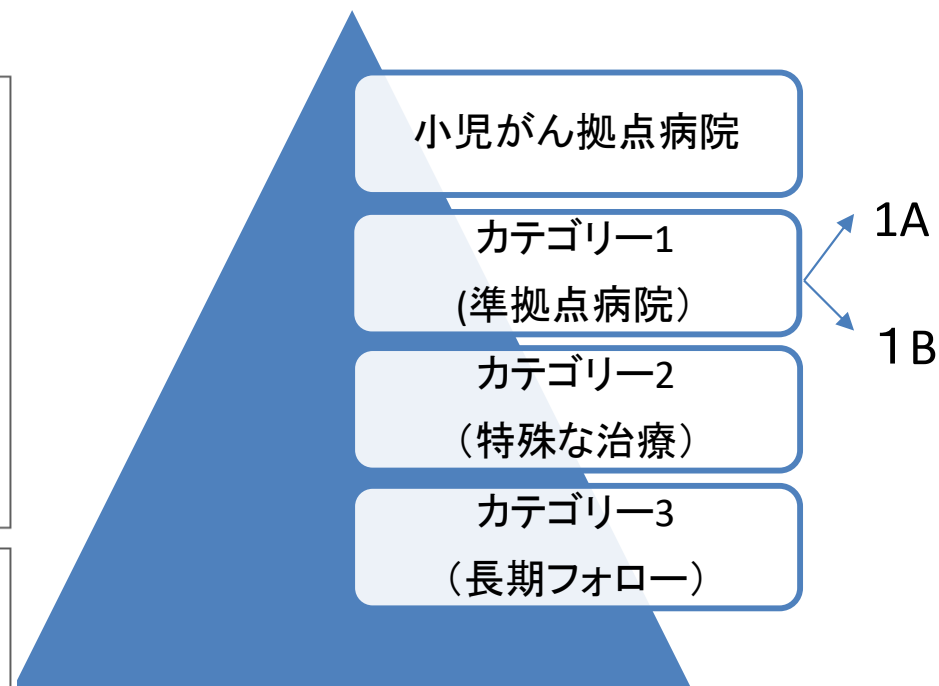 小児がん拠点病院
カテゴリー1
(準拠点病院）
1A
１B
カテゴリー2
（特殊な治療）
カテゴリー3
（長期フォロー）